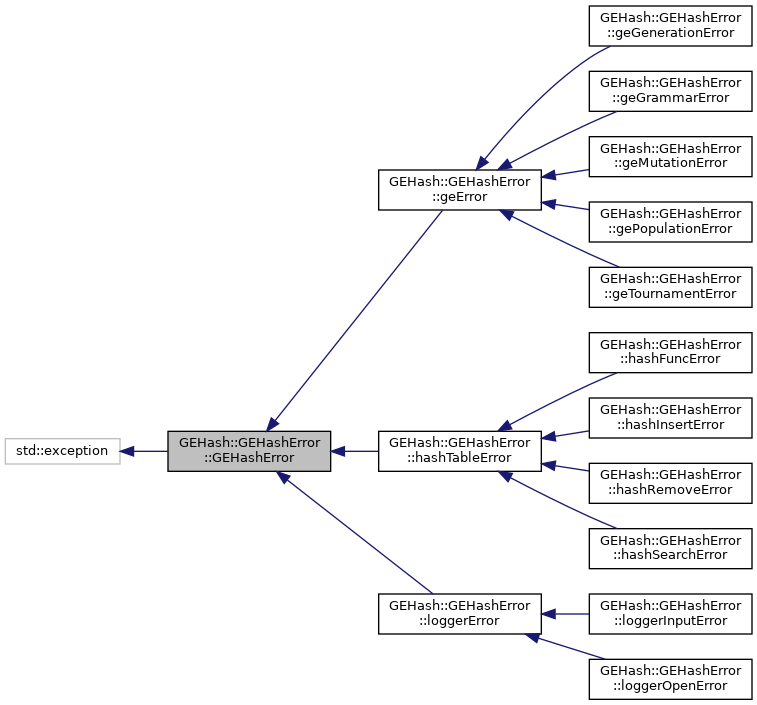 GEHash::GEHashError
::geGenerationError
GEHash::GEHashError
::geGrammarError
GEHash::GEHashError
::geMutationError
GEHash::GEHashError
::geError
GEHash::GEHashError
::gePopulationError
GEHash::GEHashError
::geTournamentError
GEHash::GEHashError
::hashFuncError
GEHash::GEHashError
::hashInsertError
std::exception
GEHash::GEHashError
::GEHashError
GEHash::GEHashError
::hashTableError
GEHash::GEHashError
::hashRemoveError
GEHash::GEHashError
::hashSearchError
GEHash::GEHashError
::loggerError
GEHash::GEHashError
::loggerInputError
GEHash::GEHashError
::loggerOpenError